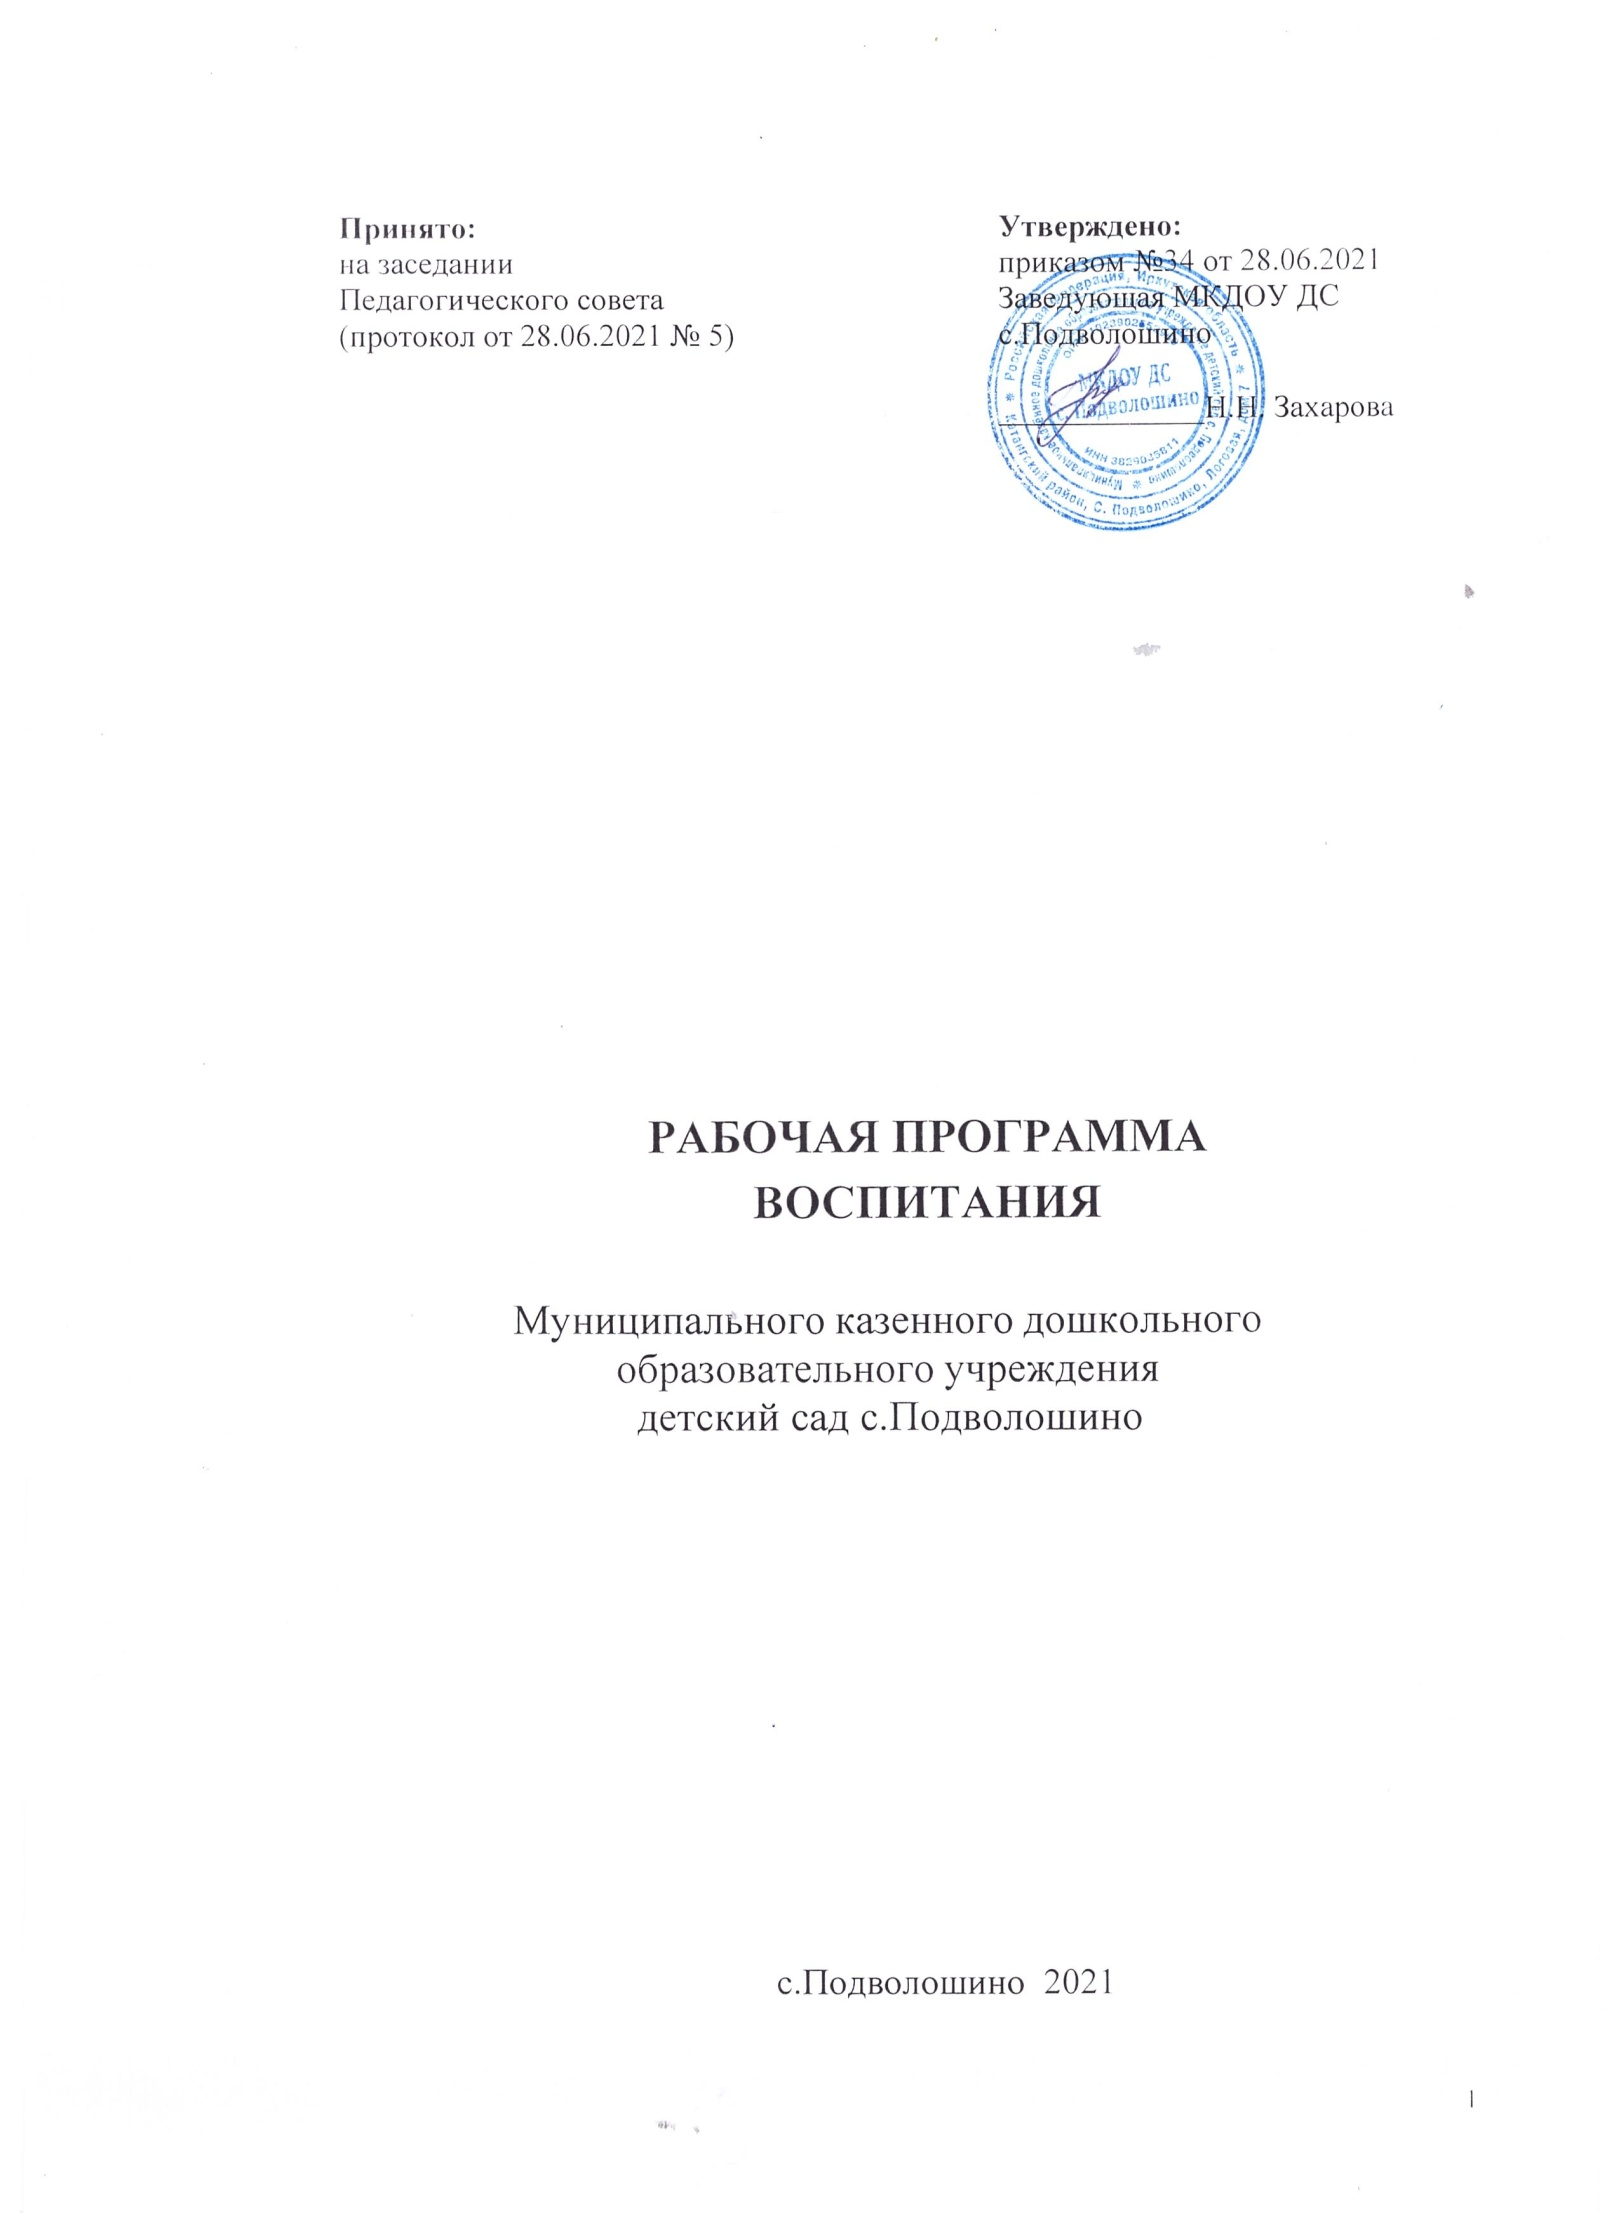 Принято:
на заседании
Педагогического совета
(протокол от 28.06.2021 № 5)
Утверждено:
приказом №34 от 28.06.2021
Заведующая МКДОУ ДС
с.Подволошино
Н.Н. Захарова
МКДОУ ДС
с. Подволошино
РАБОЧАЯ ПРОГРАММА
ВОСПИТАНИЯ
Муниципального казенного дошкольного
образовательного учреждения
детский сад с.Подволошино
с.Подволошино 2021
1